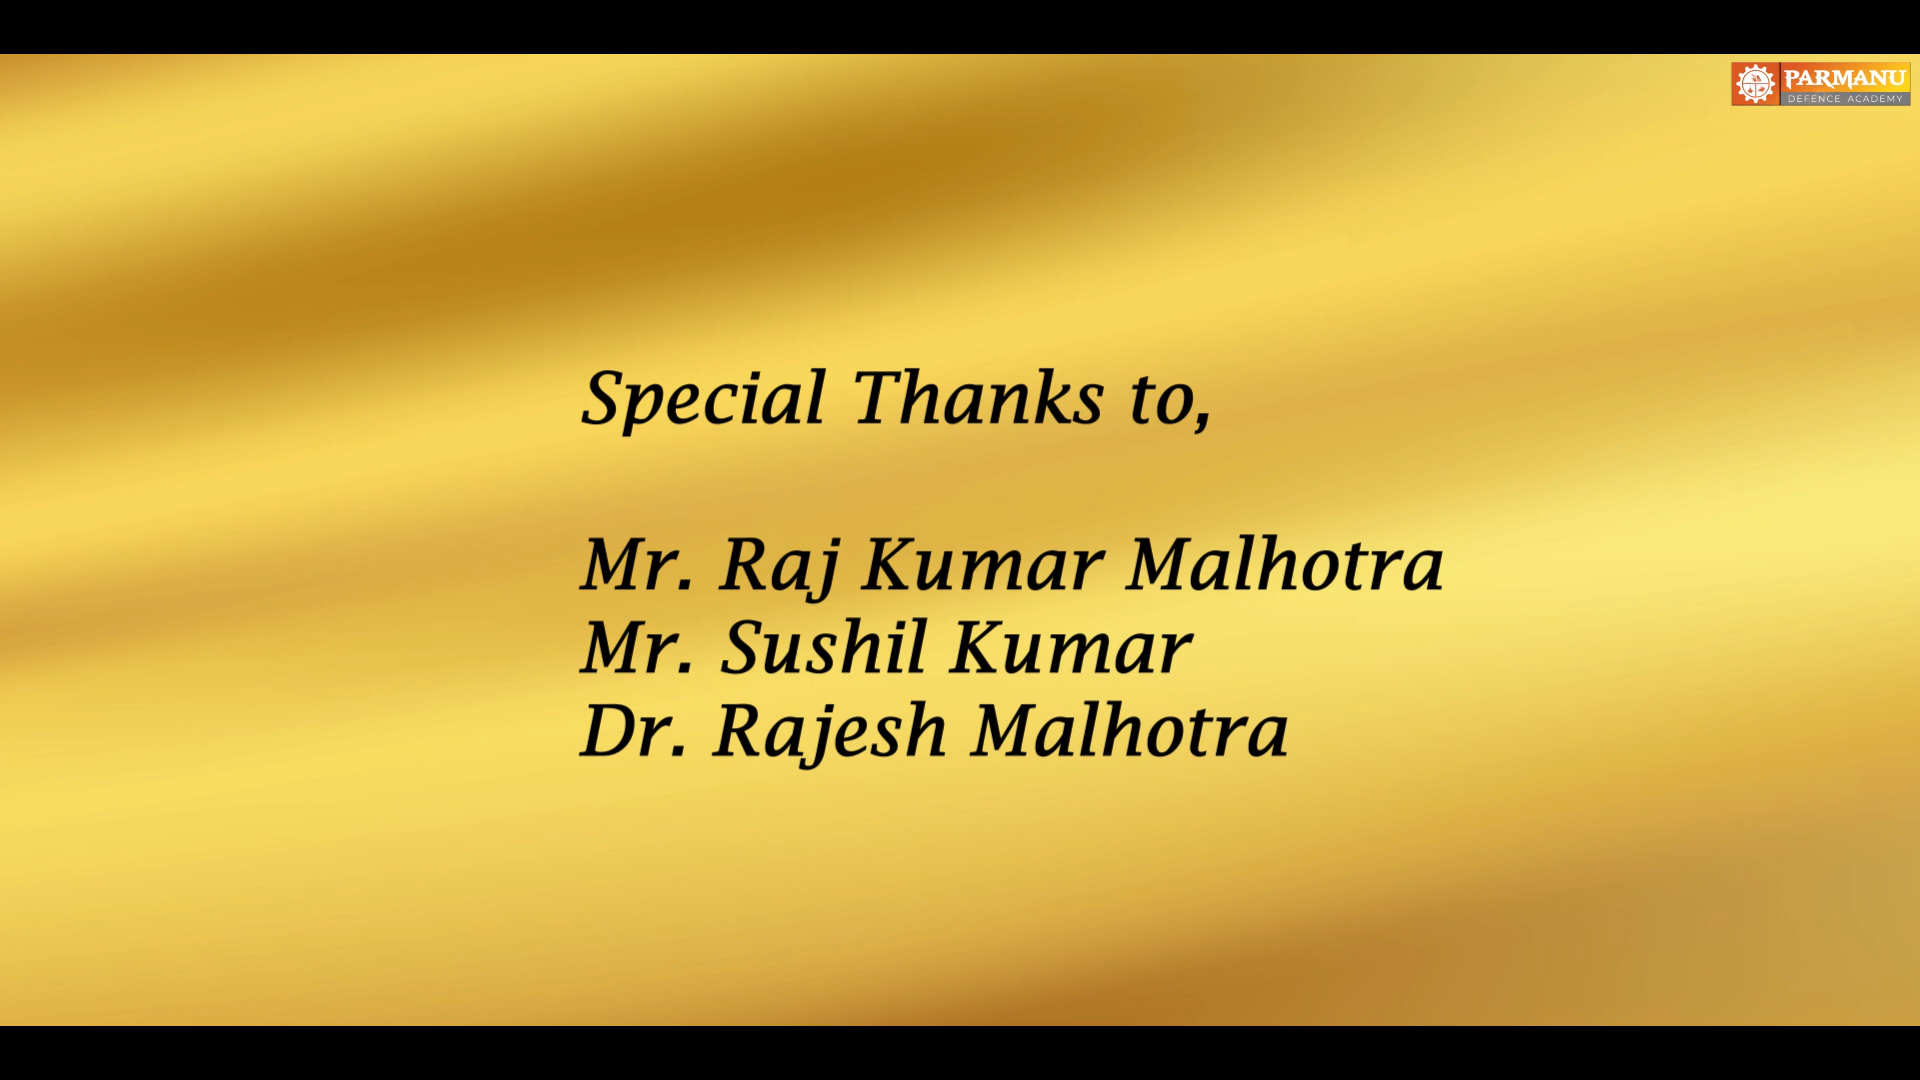 PARMANU
DEFENCE ACADEMY
Special Thanks to,
Mr. Raj Kumar Malhotra
Mr. Sushil Kumar
Dr. Rajesh Malhotra